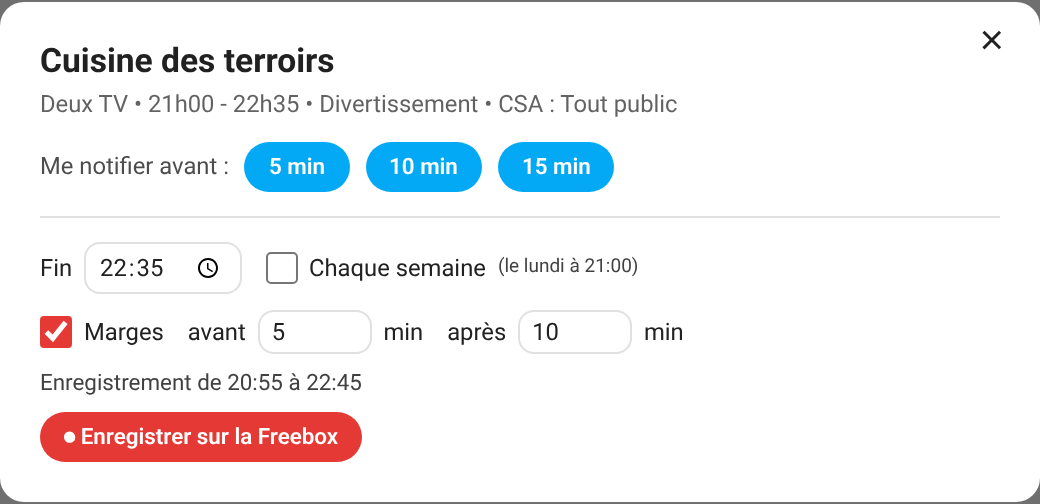 Cuisine des terroirs
Deux TV • 21h00 - 22h35 • Divertissement • CSA : Tout public
Me notifier avant : 5 min 10 min 15 min
Fin 22:35 Chaque semaine (le lundi à 21:00)
Marges avant 5 min après 10 min
Enregistrement de 20:55 à 22:45
Enregistrer sur la Freebox